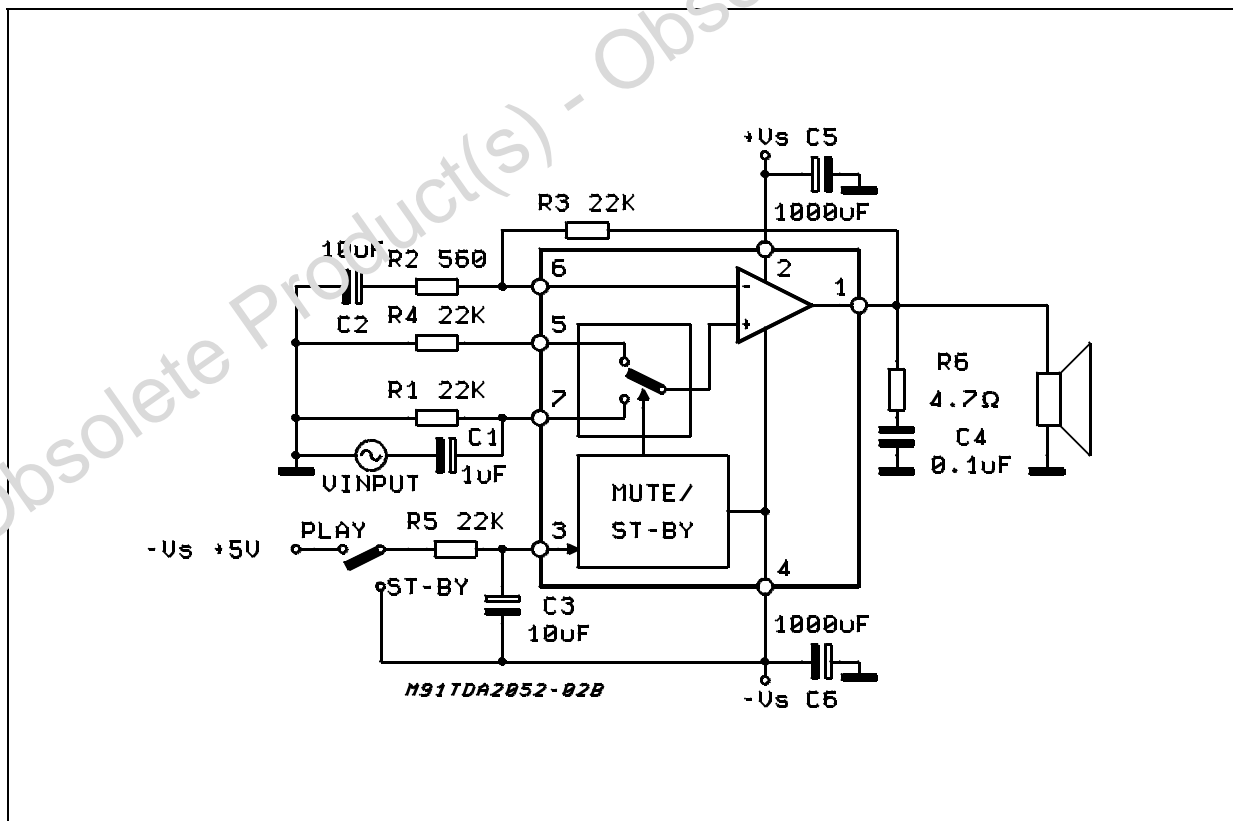 Obsolete Product(s) - Obso
+Vs C5
1000uF
R3 22K
10uF
R2 560
C2
6
2
1
R4 22K
5
R1 22K
7
C1
1uF
VINPUT
R6
4.7Ω
C4
0.1uF
MUTE/
ST-BY
-Vs +5V
PLAY
R5 22K
3
ST-BY
4
C3
10uF
1000uF
-Vs C6
M91TDA2052-02B
-
+